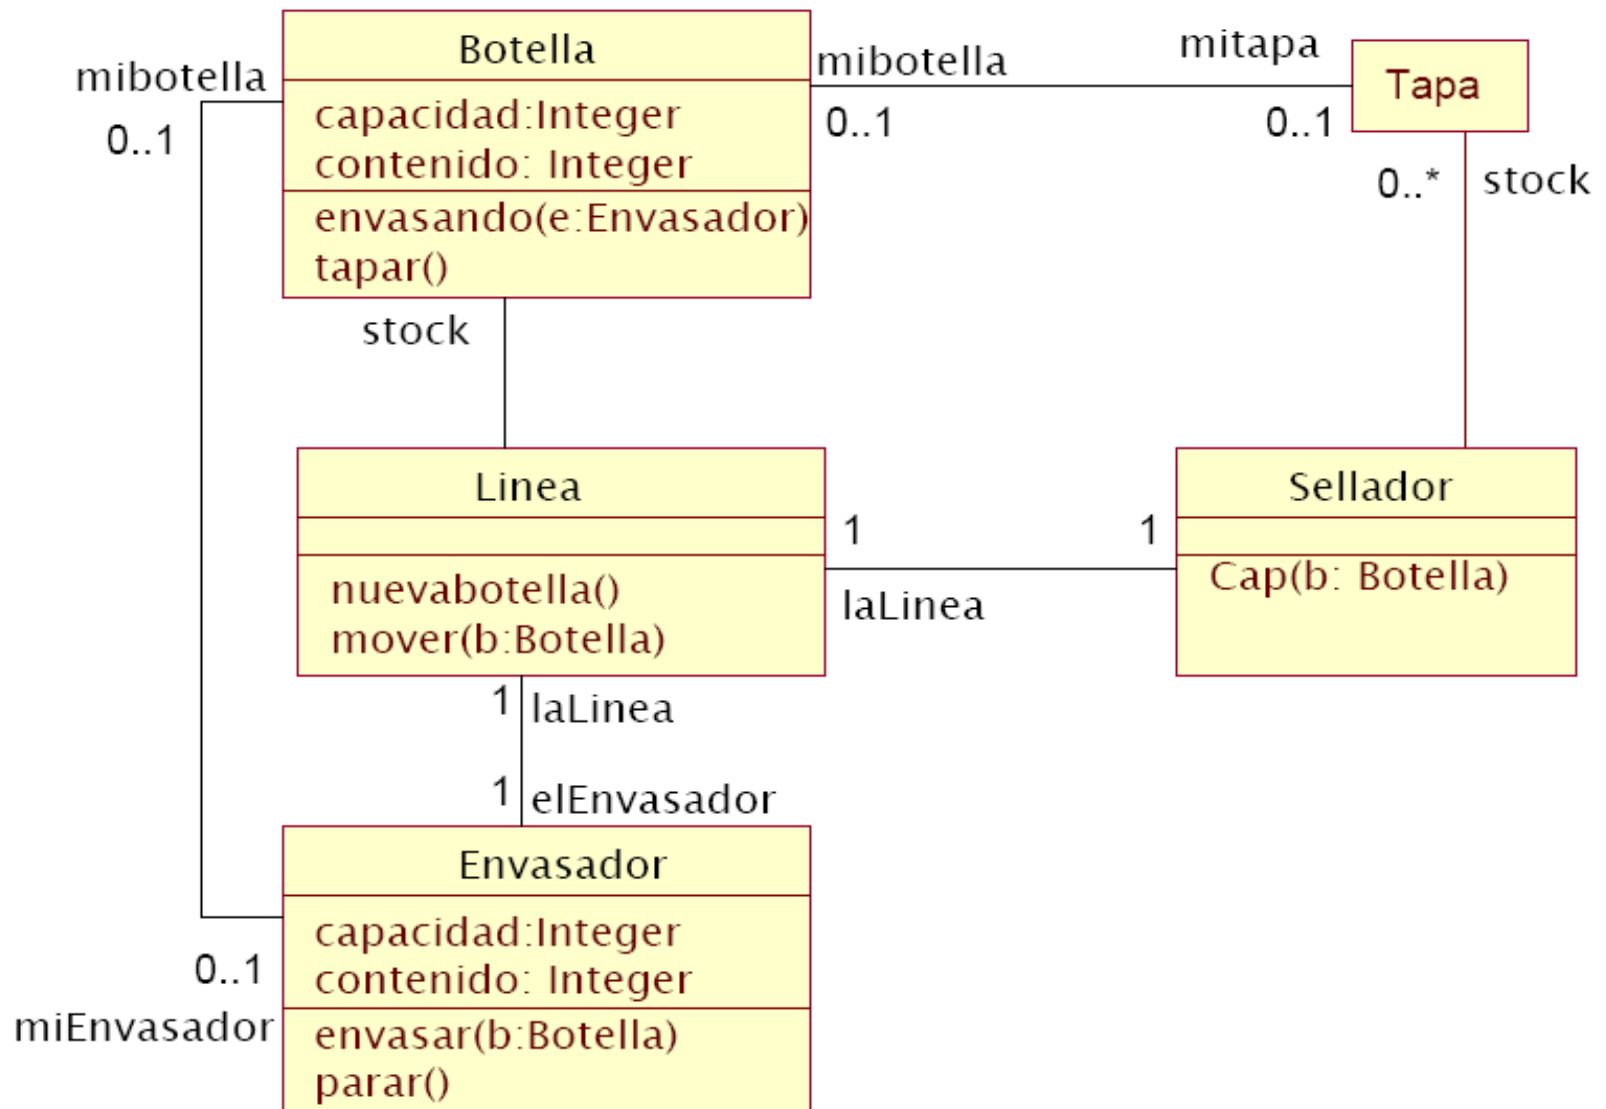 Botella
capacidad:Integer
contenido: Integer
envasando(e:Envasador)
tapar()
mibotella
0..1
mibotella
0..1
mitapa
0..1
Tapa
0..*
stock
stock
Linea
nuevabotella()
mover(b:Botella)
1
laLinea
1
Sellador
Cap(b: Botella)
1
laLinea
1
elEnvasador
Envasador
capacidad:Integer
contenido: Integer
envasar(b:Botella)
parar()
0..1
miEnvasador